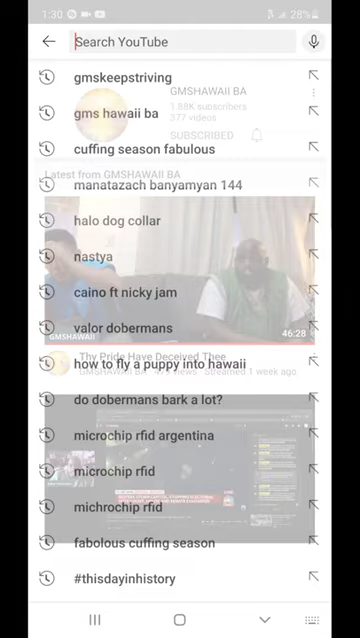 1:30
28%
Search YouTube
gmskeepstriving
GMSHAWAII BA
1.88K subscribers
377 videos
gms hawaii ba
SUBSCRIBED
cuffing season fabulous
Latest from GMSHAWAII BA
manatazach banyamyan 144
halo dog collar
nastya
caino ft nicky jam
valor dobermans
46:28
GMSHAWAII
Thy Pride Have Deceived Thee
how to fly a puppy into hawaii
GMSHAWAII BA
views Streamed 1 week ago
do dobermans bark a lot?
microchip rfid argentina
microchip rfid
michrochip rfid
fabolous cuffing season
#thisdayinhistory